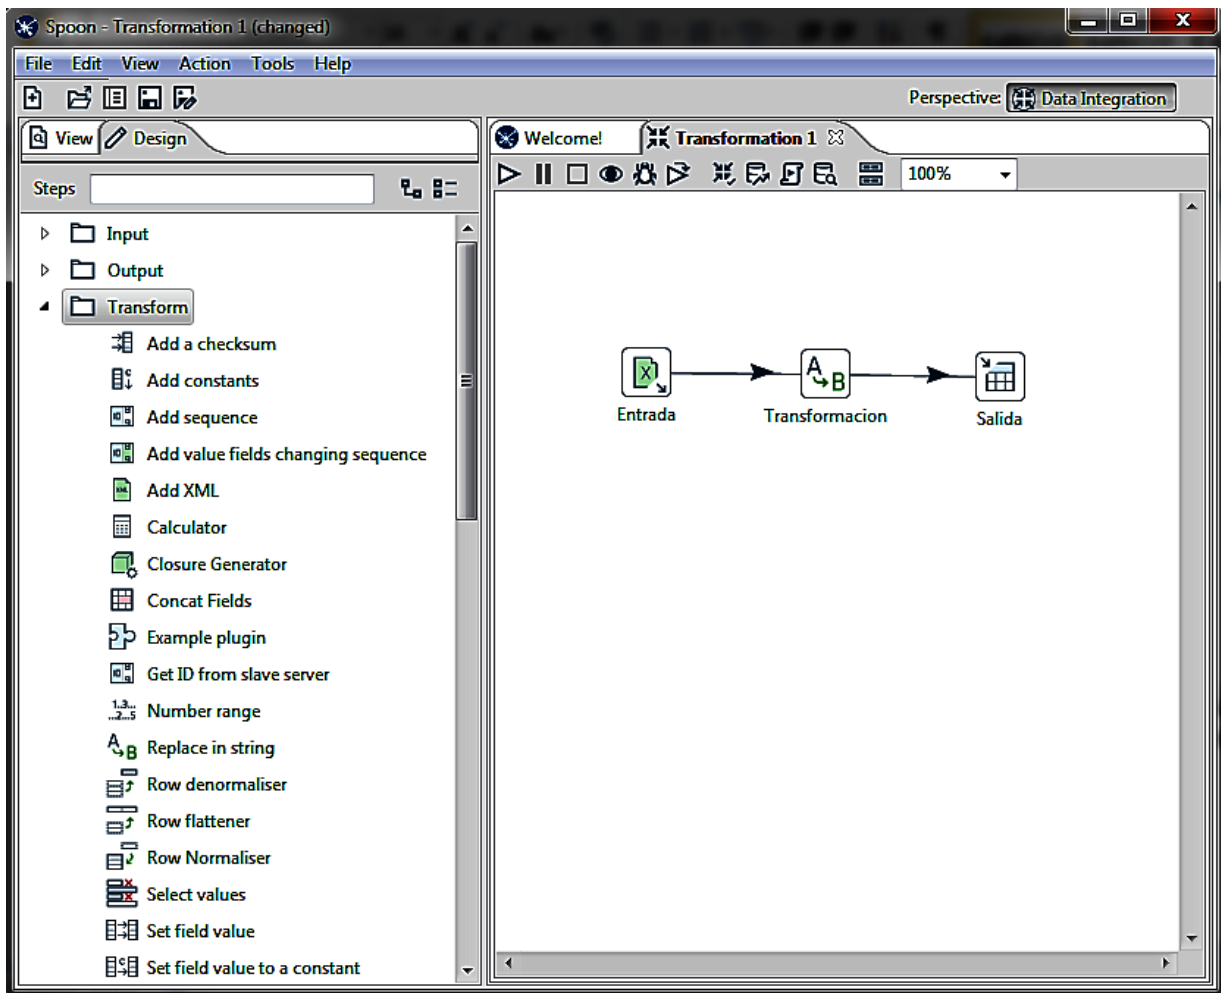 Spoon - Transformation 1 (changed)
File Edit View Action Tools Help
Perspective: Data Integration
View Design
Welcome! Transformation 1
Steps
100%
Input
Output
Transform
Add a checksum
Add constants
Add sequence
Add value fields changing sequence
Add XML
Calculator
Closure Generator
Concat Fields
Example plugin
Get ID from slave server
Number range
Replace in string
Row denormaliser
Row flattener
Row Normaliser
Select values
Set field value
Set field value to a constant
Entrada Transformacion Salida